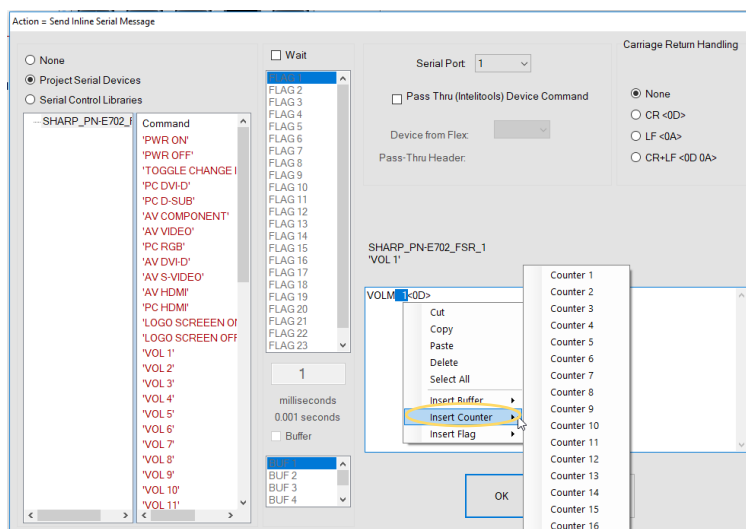 Action = Send Inline Serial Message
None
Project Serial Devices
Serial Control Libraries
SHARP_PN-E702_F
Command
'PWR ON'
'PWR OFF'
'TOGGLE CHANGE I
'PC DVI-D'
'PC D-SUB'
'AV COMPONENT'
'AV VIDEO'
'PC RGB'
'AV DVI-D'
'AV S-VIDEO'
'AV HDMI'
'PC HDMI'
'LOGO SCREEEN O
'LOGO SCREEN OFF
'VOL 1'
'VOL 2'
'VOL 3'
'VOL 4'
'VOL 5'
'VOL 6'
'VOL 7'
'VOL 8'
'VOL 9'
'VOL 10'
'VOL 11'
Wait
FLAG 1
FLAG 2
FLAG 3
FLAG 4
FLAG 5
FLAG 6
FLAG 7
FLAG 8
FLAG 9
FLAG 10
FLAG 11
FLAG 12
FLAG 13
FLAG 14
FLAG 15
FLAG 16
FLAG 17
FLAG 18
FLAG 19
FLAG 20
FLAG 21
FLAG 22
FLAG 23
1
milliseconds
0.001 seconds
Buffer
BUF 1
BUF 2
BUF 3
BUF 4
Serial Port: 1
Pass Thru (Intelitools) Device Command
Device from Flex:
Pass-Thru Header:
Carriage Return Handling
None
CR <0D>
LF <0A>
CR+LF <0D 0A>
SHARP_PN-E702_FSR_1
'VOL 1'
VOLM 1<0D>
Cut
Copy
Paste
Delete
Select All
Insert Buffer
Insert Counter
Insert Flag
Counter 1
Counter 2
Counter 3
Counter 4
Counter 5
Counter 6
Counter 7
Counter 8
Counter 9
Counter 10
Counter 11
Counter 12
Counter 13
Counter 14
Counter 15
Counter 16
OK